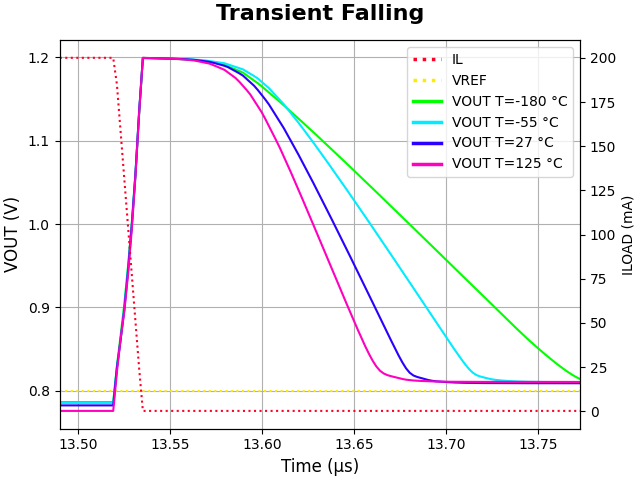 Transient Falling
VOUT (V)
1.2
1.1
1.0
0.9
0.8
IL
VREF
VOUT T=-180 °C
VOUT T=-55 °C
VOUT T=27 °C
VOUT T=125 °C
200
175
150
125
100
75
50
25
0
ILOAD (mA)
13.50 13.55 13.60 13.65 13.70 13.75
Time (μs)